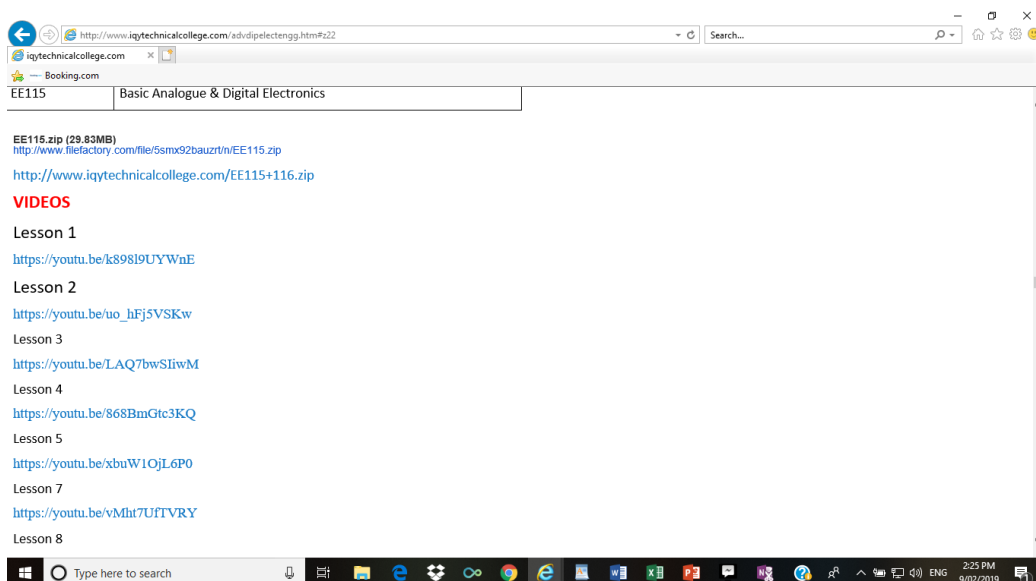 http://www.iqytechnicalcollege.com/advdipelectengg.htm#z22
Search...
iqytechnicalcollege.com
Booking.com
EE115 Basic Analogue & Digital Electronics
EE115.zip (29.83MB)
http://www.filefactory.com/file/5smx92bauzrt/n/EE115.zip
http://www.iqytechnicalcollege.com/EE115+116.zip
VIDEOS
Lesson 1
https://youtu.be/k898l9UYWnE
Lesson 2
https://youtu.be/uo_hFj5VSKw
Lesson 3
https://youtu.be/LAQ7bwSIiwM
Lesson 4
https://youtu.be/868BmGtc3KQ
Lesson 5
https://youtu.be/xbuW1OjL6P0
Lesson 7
https://youtu.be/vMht7UfTVRY
Lesson 8
Type here to search
ENG
2:25 PM
9/02/2019